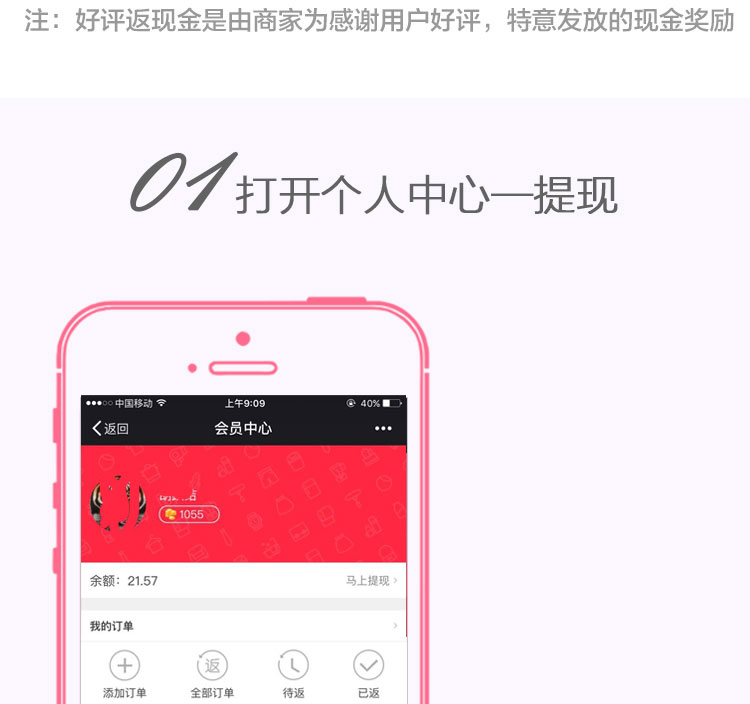 注：好评返现金是由商家为感谢用户好评，特意发放的现金奖励
01打开个人中心—提现
中国移动 上午9:09 40%
返回 会员中心
1055
余额：21.57 马上提现
我的订单
返
添加订单 全部订单 待返 已返